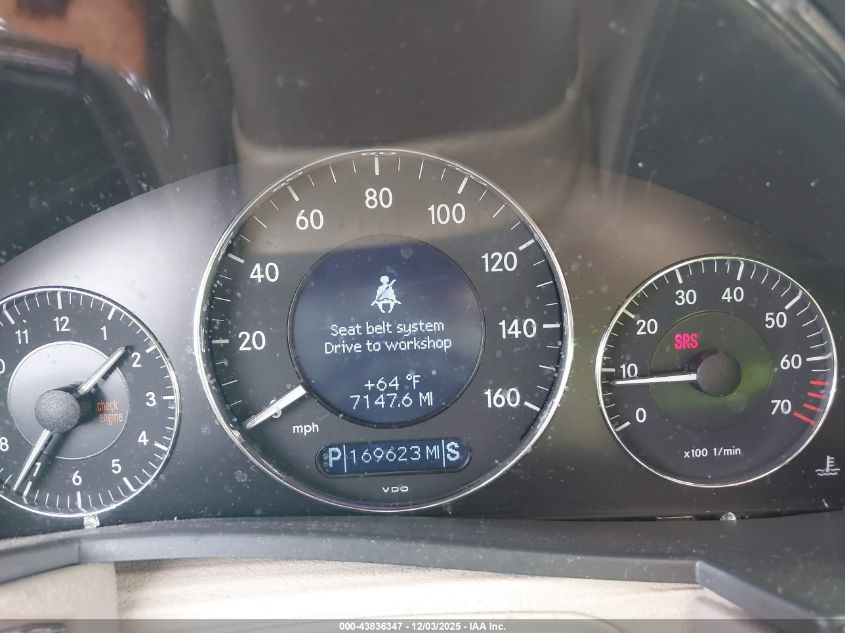 80
60 100
40 120
20 140
160
mph
Seat belt system
Drive to workshop
+64 °F
7147.6 MI
P 169623 MI S
VDO
11 12 1
2
3
4
5
6
7
8
check
engine
30 40
20 50
SRS
10 60
0 70
x100 1/min
000-43836347 - 12/03/2025 - IAA Inc.